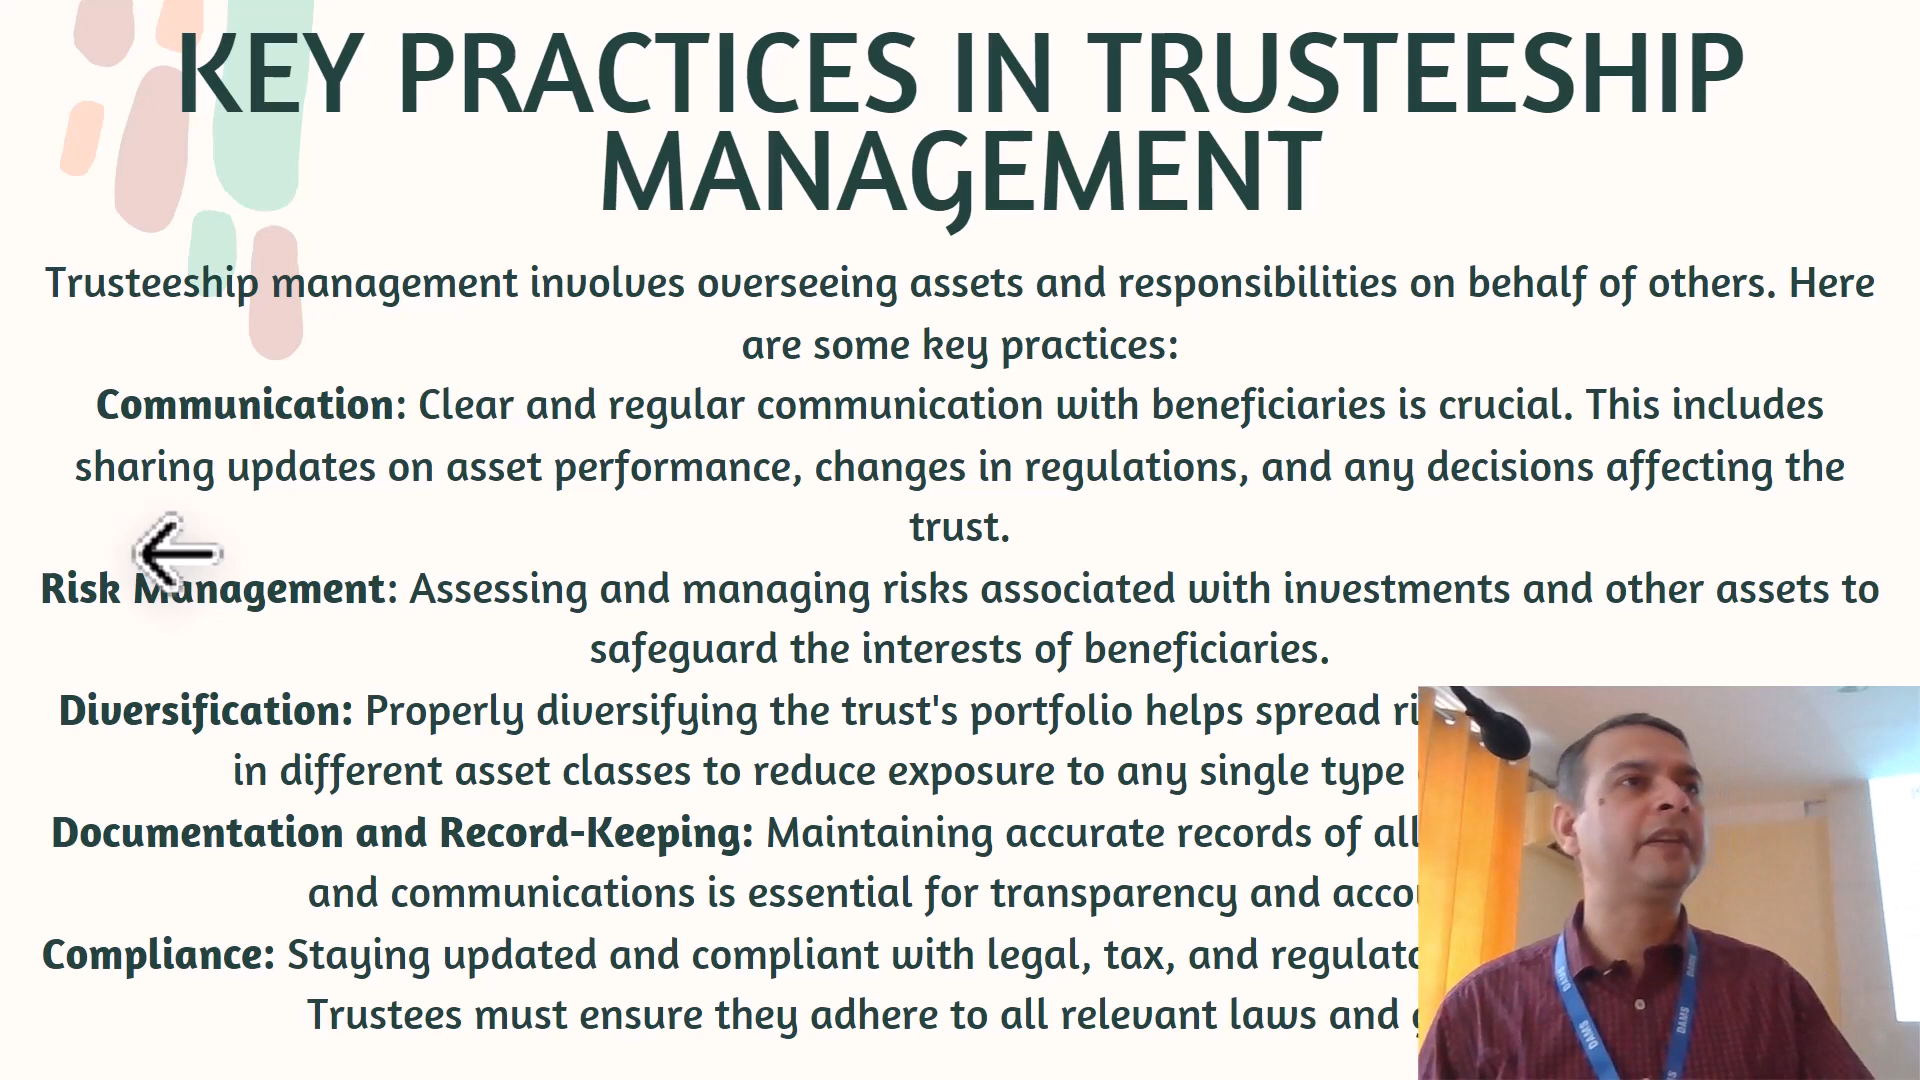 KEY PRACTICES IN TRUSTEESHIP
MANAGEMENT
Trusteeship management involves overseeing assets and responsibilities on behalf of others. Here
are some key practices:
Communication: Clear and regular communication with beneficiaries is crucial. This includes
sharing updates on asset performance, changes in regulations, and any decisions affecting the
trust.
Risk Management: Assessing and managing risks associated with investments and other assets to
safeguard the interests of beneficiaries.
Diversification: Properly diversifying the trust's portfolio helps spread
in different asset classes to reduce exposure to any single type
Documentation and Record-Keeping: Maintaining accurate records of all
and communications is essential for transparency and
Compliance: Staying updated and compliant with legal, tax, and
Trustees must ensure they adhere to all relevant laws and
DAMS
DAMS
DAMS
DAMS